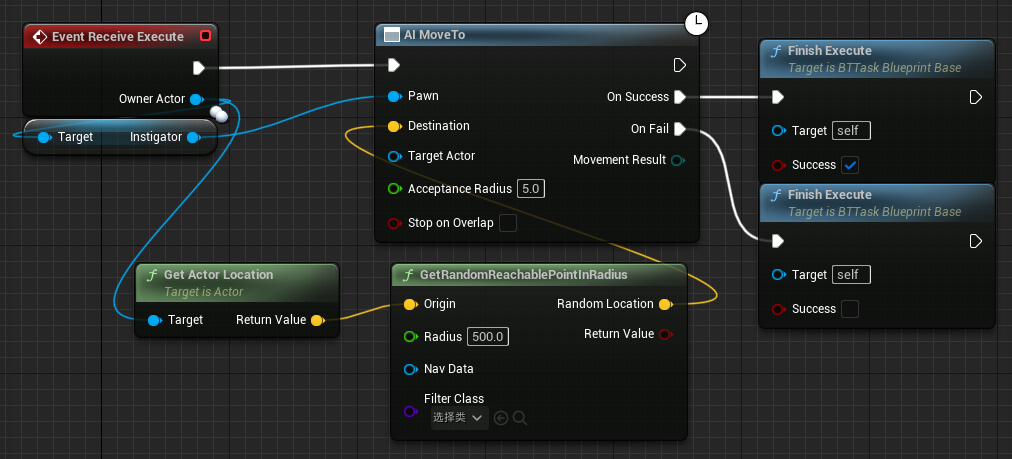 Event Receive Execute
Owner Actor
Target
Instigator
AI MoveTo
Pawn
On Success
Destination
On Fail
Target Actor
Movement Result
Acceptance Radius 5.0
Stop on Overlap
Finish Execute
Target is BTTask Blueprint Base
Target self
Success
Finish Execute
Target is BTTask Blueprint Base
Target self
Success
Get Actor Location
Target is Actor
Target
Return Value
GetRandomReachablePointInRadius
Origin
Random Location
Radius 500.0
Return Value
Nav Data
Filter Class
选择类